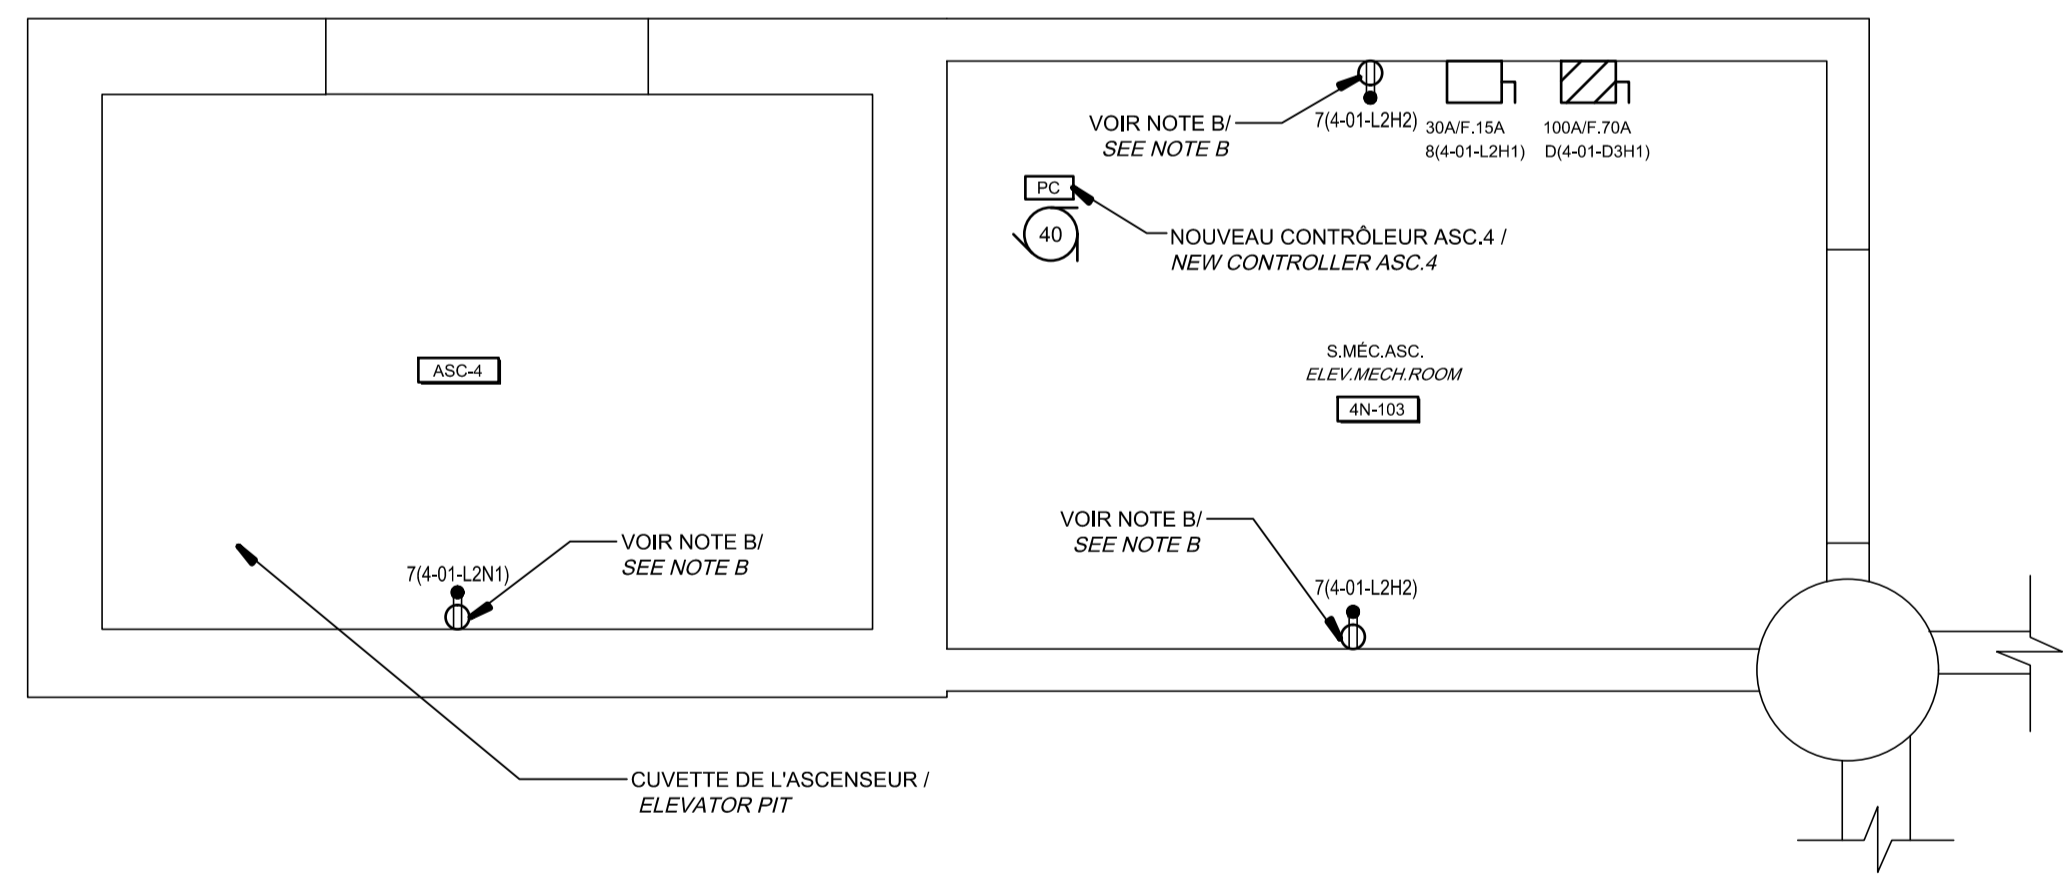 VOIR NOTE B/
SEE NOTE B
7(4-01-L2H2)
30A/F.15A
8(4-01-L2H1)
100A/F.70A
D(4-01-D3H1)
PC
40
NOUVEAU CONTRÔLEUR ASC.4 /
NEW CONTROLLER ASC.4
ASC-4
S.MÉC.ASC.
ELEV.MECH.ROOM
4N-103
VOIR NOTE B/
SEE NOTE B
7(4-01-L2N1)
VOIR NOTE B/
SEE NOTE B
7(4-01-L2H2)
CUVETTE DE L'ASCENSEUR /
ELEVATOR PIT